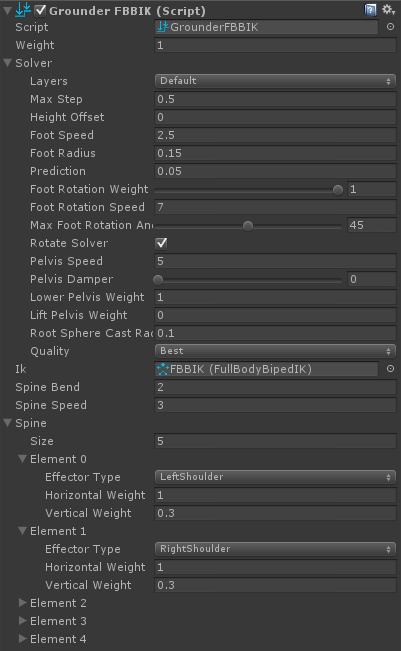 Grounder FBBIK (Script)
Script GrounderFBBIK
Weight 1
Solver
Layers Default
Max Step 0.5
Height Offset 0
Foot Speed 2.5
Foot Radius 0.15
Prediction 0.05
Foot Rotation Weight 1
Foot Rotation Speed 7
Max Foot Rotation An 45
Rotate Solver
Pelvis Speed 5
Pelvis Damper 0
Lower Pelvis Weight 1
Lift Pelvis Weight 0
Root Sphere Cast Rad 0.1
Quality Best
Ik FBBIK (FullBodyBipedIK)
Spine Bend 2
Spine Speed 3
Spine
Size 5
Element 0
Effector Type LeftShoulder
Horizontal Weight 1
Vertical Weight 0.3
Element 1
Effector Type RightShoulder
Horizontal Weight 1
Vertical Weight 0.3
Element 2
Element 3
Element 4